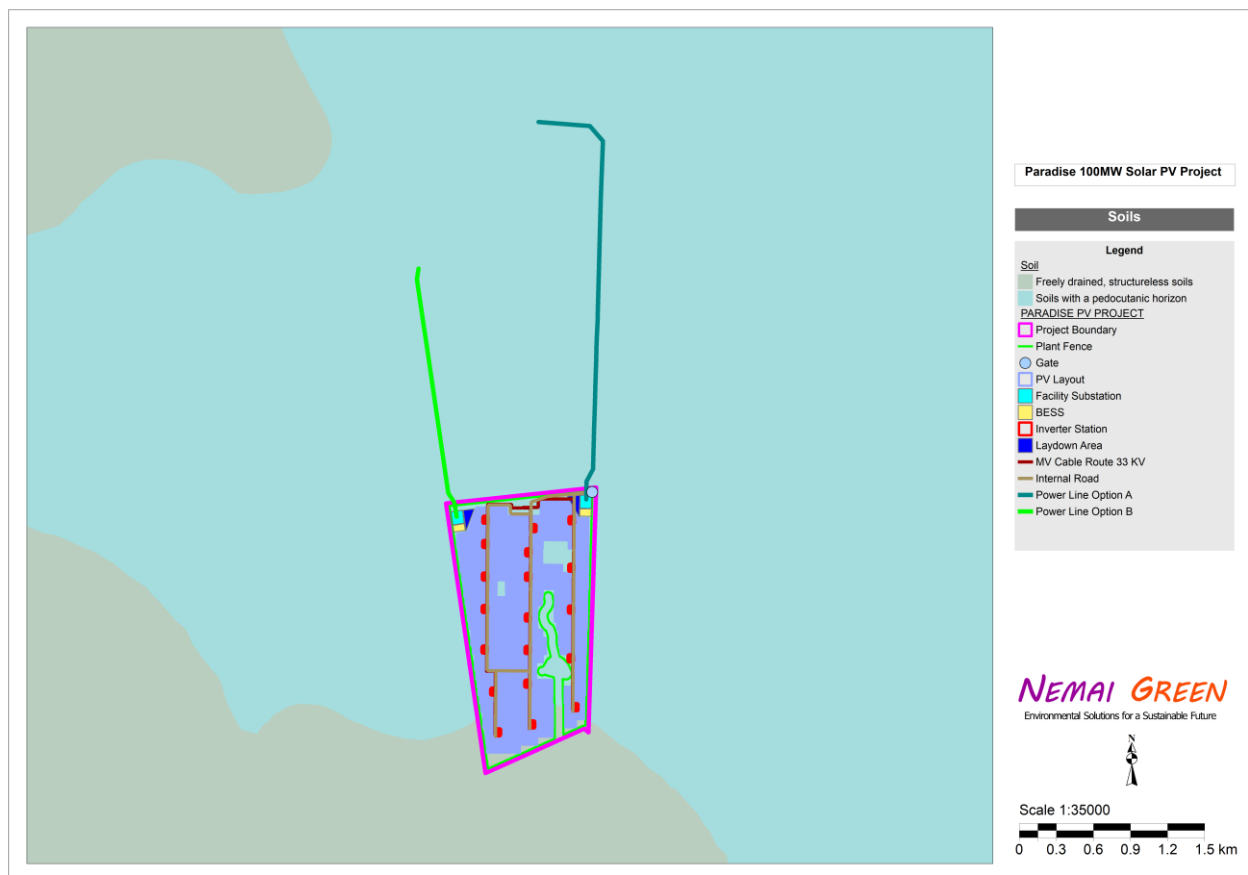 Paradise 100MW Solar PV Project
Soils
Legend
Soil
Freely drained, structureless soils
Soils with a pedocutanic horizon
PARADISE PV PROJECT
Project Boundary
Plant Fence
Gate
PV Layout
Facility Substation
BESS
Inverter Station
Laydown Area
MV Cable Route 33 KV
Internal Road
Power Line Option A
Power Line Option B
NEMAI GREEN
Environmental Solutions for a Sustainable Future
N
Scale 1:35000
0 0.3 0.6 0.9 1.2 1.5 km